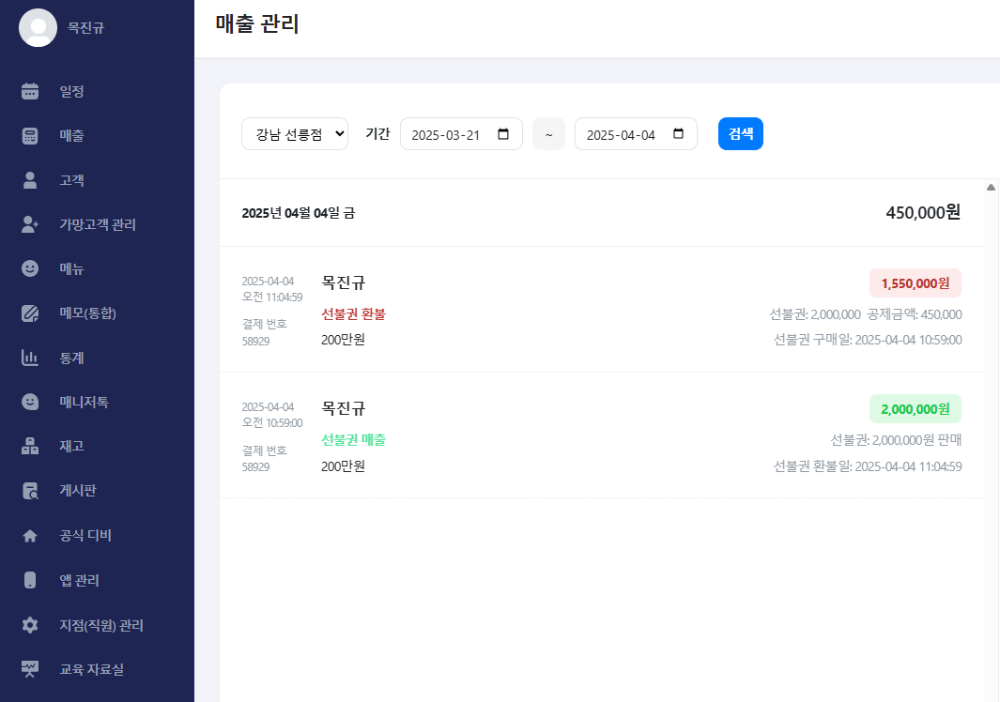 목진규
일정
매출
고객
가망고객 관리
메뉴
메모(통합)
통계
매니저톡
재고
게시판
공식 디비
앱 관리
지점(직원) 관리
교육 자료실
매출 관리
강남 선릉점 기간 2025-03-21 ~ 2025-04-04 검색
2025년 04월 04일 금 450,000원
2025-04-04
오전 11:04:59
결제 번호
58929
목진규
선불권 환불
200만원
1,550,000원
선불권: 2,000,000 공제금액: 450,000
선불권 구매일: 2025-04-04 10:59:00
2025-04-04
오전 10:59:00
결제 번호
58929
목진규
선불권 매출
200만원
2,000,000원
선불권: 2,000,000원 판매
선불권 환불일: 2025-04-04 11:04:59